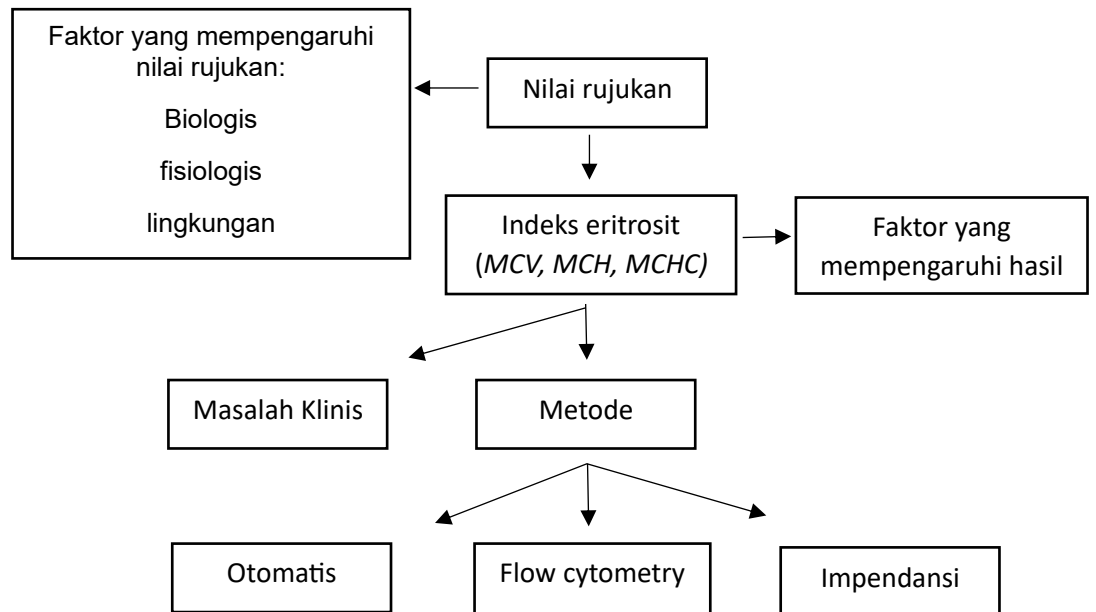 Faktor yang mempengaruhi
nilai rujukan:
Biologis
fisiologis
lingkungan
Nilai rujukan
Indeks eritrosit
(MCV, MCH, MCHC)
Faktor yang
mempengaruhi hasil
Masalah Klinis
Metode
Otomatis
Flow cytometry
Impendansi